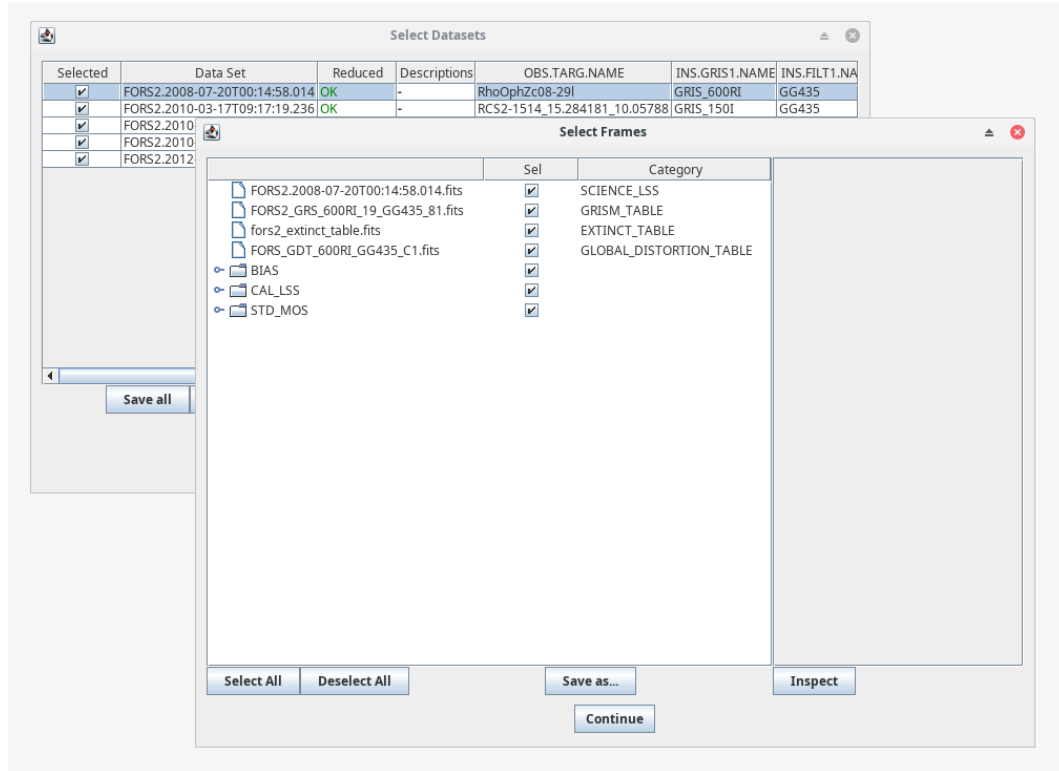 Select Datasets
Selected Data Set Reduced Descriptions OBS.TARG.NAME INS.GRIS1.NAME INS.FILT1.NA
FORS2.2008-07-20T00:14:58.014 OK - RhoOphZc08-29l GRIS_600RI GG435
FORS2.2010-03-17T09:17:19.236 OK - RCS2-1514_15.284181_10.05788 GRIS_150I GG435
FORS2.2010-
FORS2.2010-
FORS2.2012-
Save all
Select Frames
Sel Category
FORS2.2008-07-20T00:14:58.014.fits SCIENCE_LSS
FORS2_GRS_600RI_19_GG435_81.fits GRISM_TABLE
fors2_extinct_table.fits EXTINCT_TABLE
FORS_GDT_600RI_GG435_C1.fits GLOBAL_DISTORTION_TABLE
BIAS
CAL_LSS
STD_MOS
Select All Deselect All Save as... Inspect
Continue